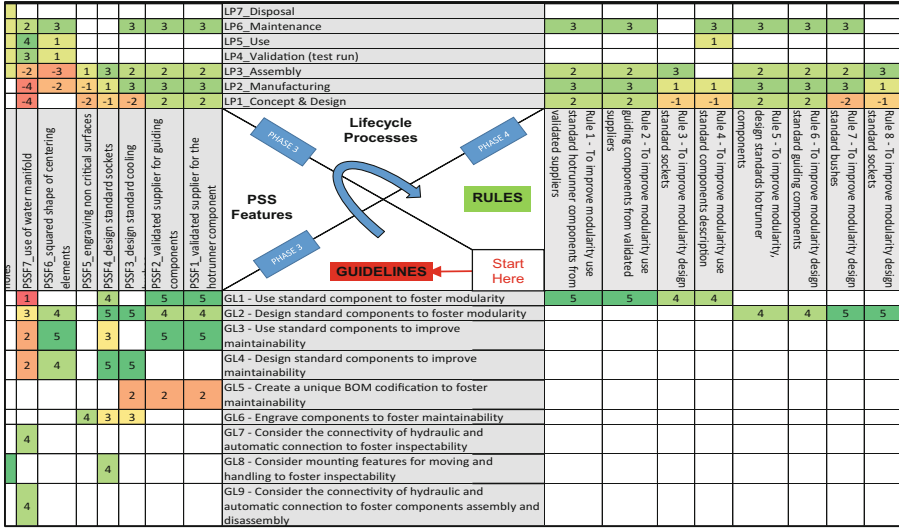 LP7_Disposal
2 3 3 3 3 LP6_Maintenance 3 3 3 3 3 3
4 1 LP5_Use 1
3 1 LP4_Validation (test run)
-2 -3 1 2 2 2 2 LP3_Assembly 2 2 3 2 2 2 3
-4 -2 -1 1 3 3 3 LP2_Manufacturing 3 3 1 1 3 3 3 1
-4 -2 -1 -2 2 2 LP1_Concept & Design 2 2 -1 -1 2 2 -2 -1
PSSF7_use of water manifold
PSSF6_squared shape of centering
elements
PSSF5_engraving non critical surfaces
PSSF4_design standard sockets
PSSF3_design standard cooling
PSSF2_validated supplier for guiding
components
PSSF1_validated supplier for the
hotrunner component
Lifecycle
Processes
PHASE 3
PHASE 4
PSS
Features
RULES
PHASE 3
GUIDELINES
Start
Here
Rule 1 - To improve modularity use
standard hotrunner components from
validated suppliers
Rule 2 - To improve modularity use
guiding components from validated
suppliers
Rule 3 - To improve modularity design
standard sockets
Rule 4 - To improve modularity use
standard components description
Rule 5 - To improve modularity,
design standards hotrunner
components
Rule 6 - To improve modularity design
standard guiding components
Rule 7 - To improve modularity design
standard bushes
Rule 8 - To improve modularity design
standard sockets
1 4 5 5 GL1 - Use standard component to foster modularity 5 5 4 4
3 4 5 5 4 4 GL2 - Design standard components to foster modularity 4 4 5 5
2 5 3 5 5 GL3 - Use standard components to improve
maintainability
2 4 5 5 GL4 - Design standard components to improve
maintainability
2 2 2 GL5 - Create a unique BOM codification to foster
maintainability
4 3 3 GL6 - Engrave components to foster maintainability
4 GL7 - Consider the connectivity of hydraulic and
automatic connection to foster inspectability
4 GL8 - Consider mounting features for moving and
handling to foster inspectability
4 GL9 - Consider the connectivity of hydraulic and
automatic connection to foster components assembly and
disassembly